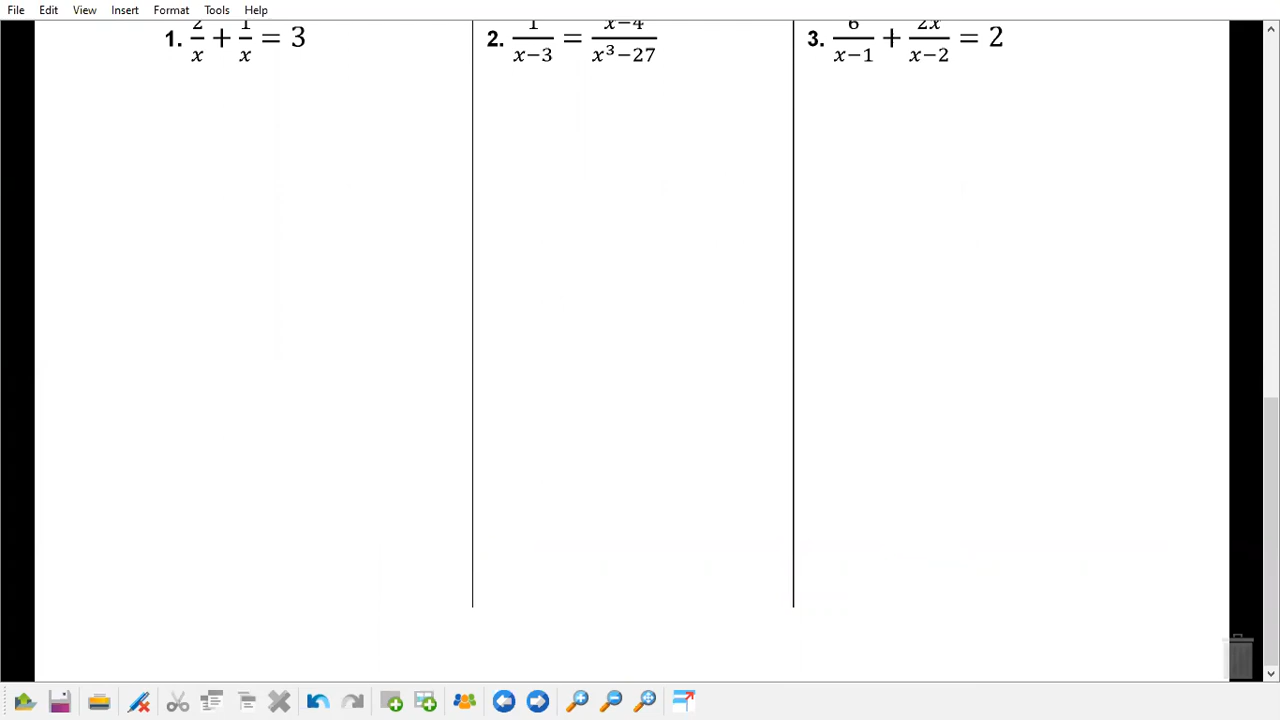 File Edit View Insert Format Tools Help
1. 2/x + 1/x = 3
2. 1/(x−3) = (x−4)/(x³−27)
3. 6/(x−1) + 2x/(x−2) = 2